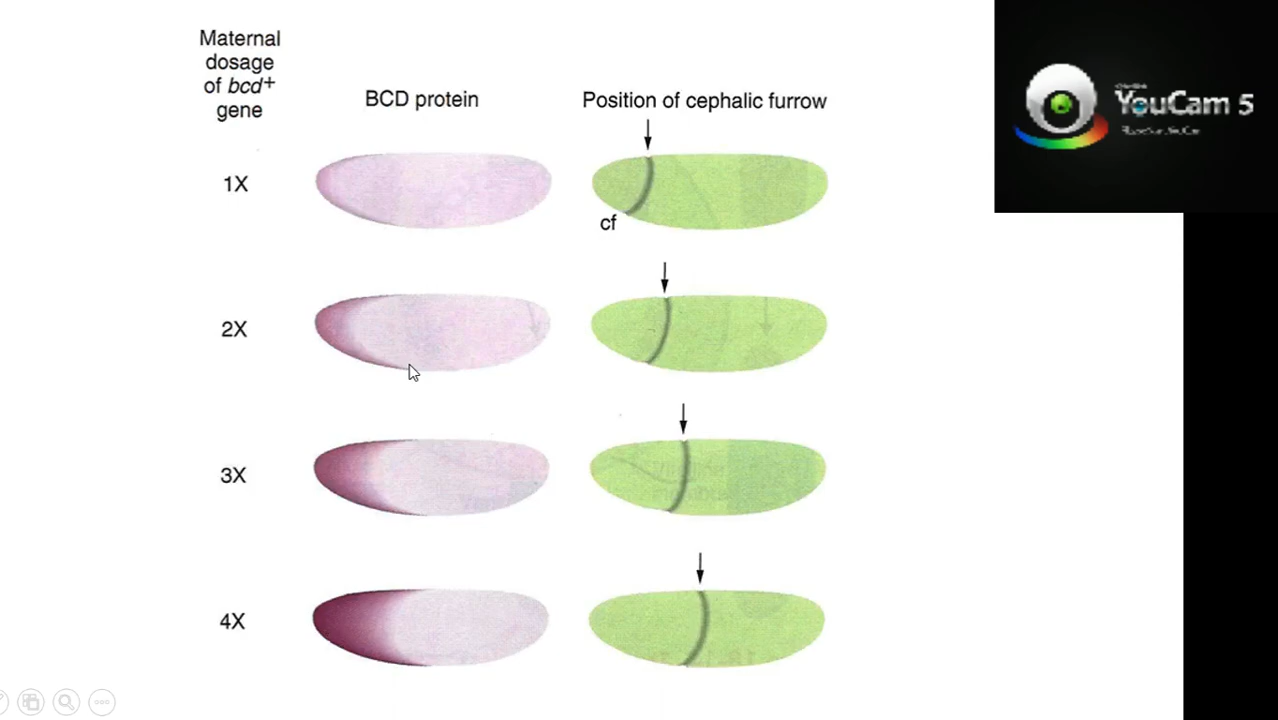 Maternal
dosage
of bcd+
gene
BCD protein
Position of cephalic furrow
1X
cf
2X
3X
4X
YouCam 5